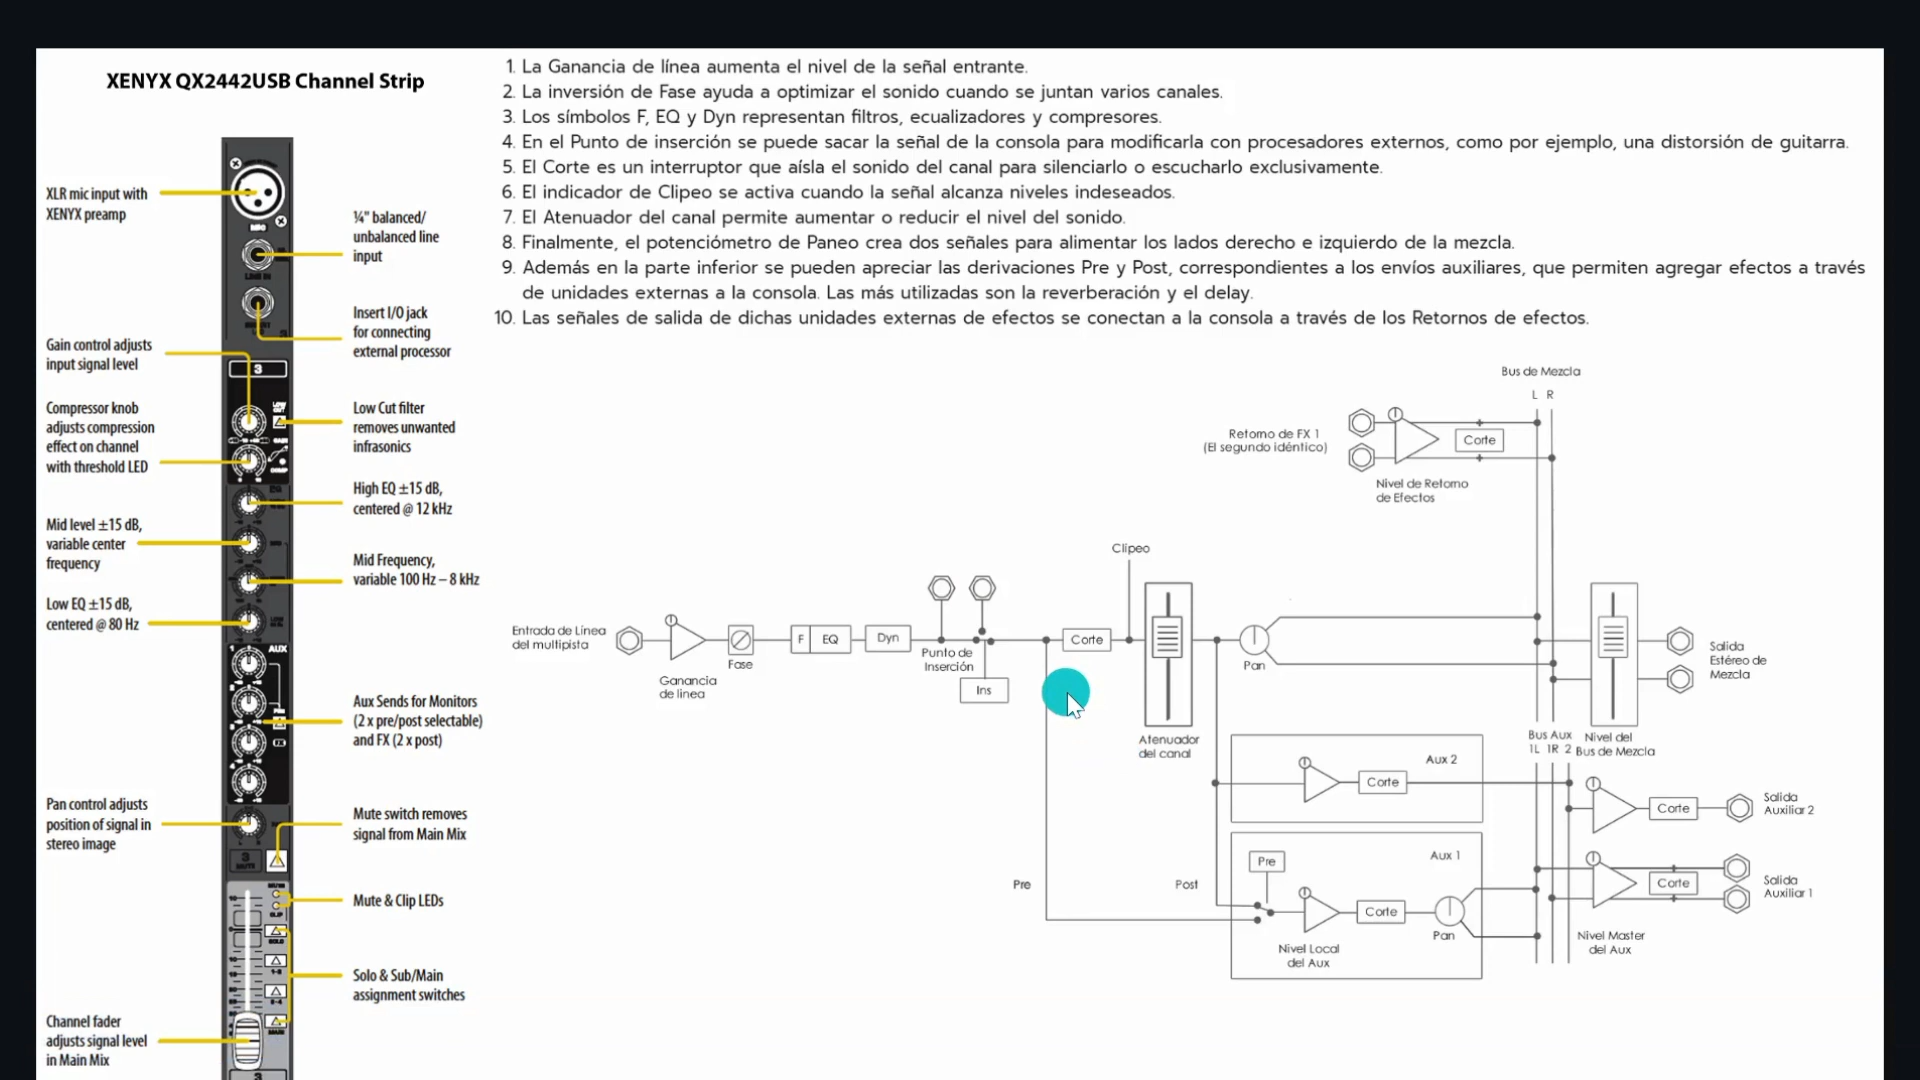 XENYX QX2442USB Channel Strip
1. La Ganancia de línea aumenta el nivel de la señal entrante.
2. La inversión de Fase ayuda a optimizar el sonido cuando se juntan varios canales.
3. Los símbolos F, EQ y Dyn representan filtros, ecualizadores y compresores.
4. En el Punto de inserción se puede sacar la señal de la consola para modificarla con procesadores externos, como por ejemplo, una distorsión de guitarra.
5. El Corte es un interruptor que aísla el sonido del canal para silenciarlo o escucharlo exclusivamente.
6. El indicador de Clipeo se activa cuando la señal alcanza niveles indeseados.
7. El Atenuador del canal permite aumentar o reducir el nivel del sonido.
8. Finalmente, el potenciómetro de Paneo crea dos señales para alimentar los lados derecho e izquierdo de la mezcla.
9. Además en la parte inferior se pueden apreciar las derivaciones Pre y Post, correspondientes a los envíos auxiliares, que permiten agregar efectos a través
de unidades externas a la consola. Las más utilizadas son la reverberación y el delay.
10. Las señales de salida de dichas unidades externas de efectos se conectan a la consola a través de los Retornos de efectos.
XLR mic input with
XENYX preamp
¼" balanced/
unbalanced line
input
Insert I/O jack
for connecting
external processor
Gain control adjusts
input signal level
Compressor knob
adjusts compression
effect on channel
with threshold LED
Low Cut filter
removes unwanted
infrasonics
High EQ ±15 dB,
centered @ 12 kHz
Mid level ±15 dB,
variable center
frequency
Mid Frequency,
variable 100 Hz – 8 kHz
Low EQ ±15 dB,
centered @ 80 Hz
Aux Sends for Monitors
(2 x pre/post selectable)
and FX (2 x post)
Pan control adjusts
position of signal in
stereo image
Mute switch removes
signal from Main Mix
Mute & Clip LEDs
Solo & Sub/Main
assignment switches
Channel fader
adjusts signal level
in Main Mix
MIC
LINE IN
3
AUX
3
MUTE
CLIP
SOLO
MAIN
3
Bus de Mezcla
L R
Retorno de FX 1
(El segundo idéntico)
Corte
Nivel de Retorno
de Efectos
Clipeo
Entrada de Línea
del multipista
Ganancia
de linea
Fase
F EQ
Dyn
Punto de
Inserción
Ins
Corte
Atenuador
del canal
Pan
Salida
Estéreo de
Mezcla
Bus Aux
1L 1R 2
Nivel del
Bus de Mezcla
Aux 2
Corte
Corte
Salida
Auxiliar 2
Aux 1
Pre
Pre
Post
Corte
Pan
Nivel Local
del Aux
Corte
Salida
Auxiliar 1
Nivel Master
del Aux